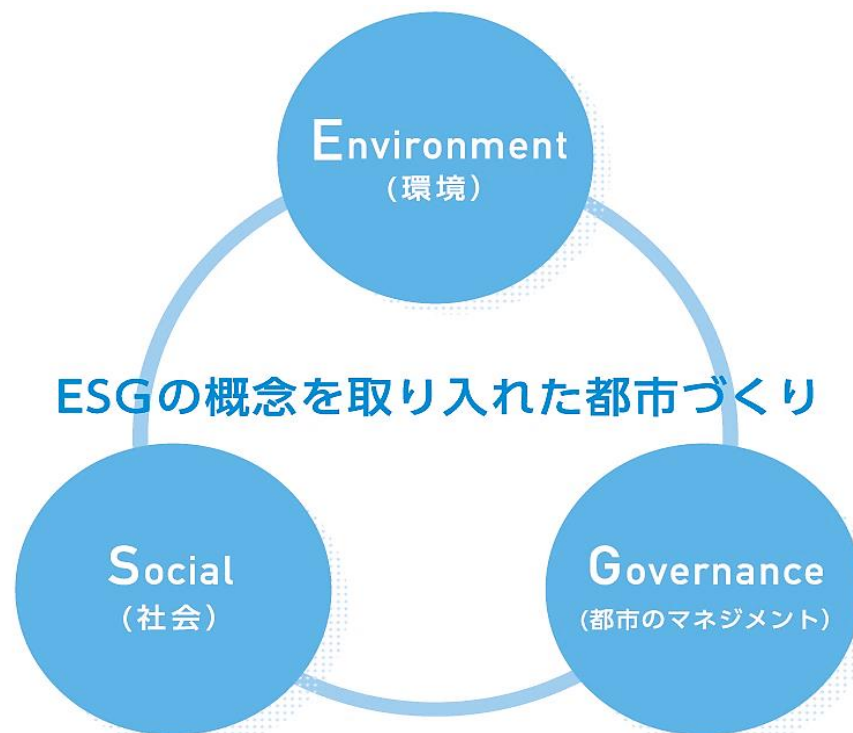 Environment
(環境)
ESGの概念を取り入れた都市づくり
Social
(社会)
Governance
(都市のマネジメント)